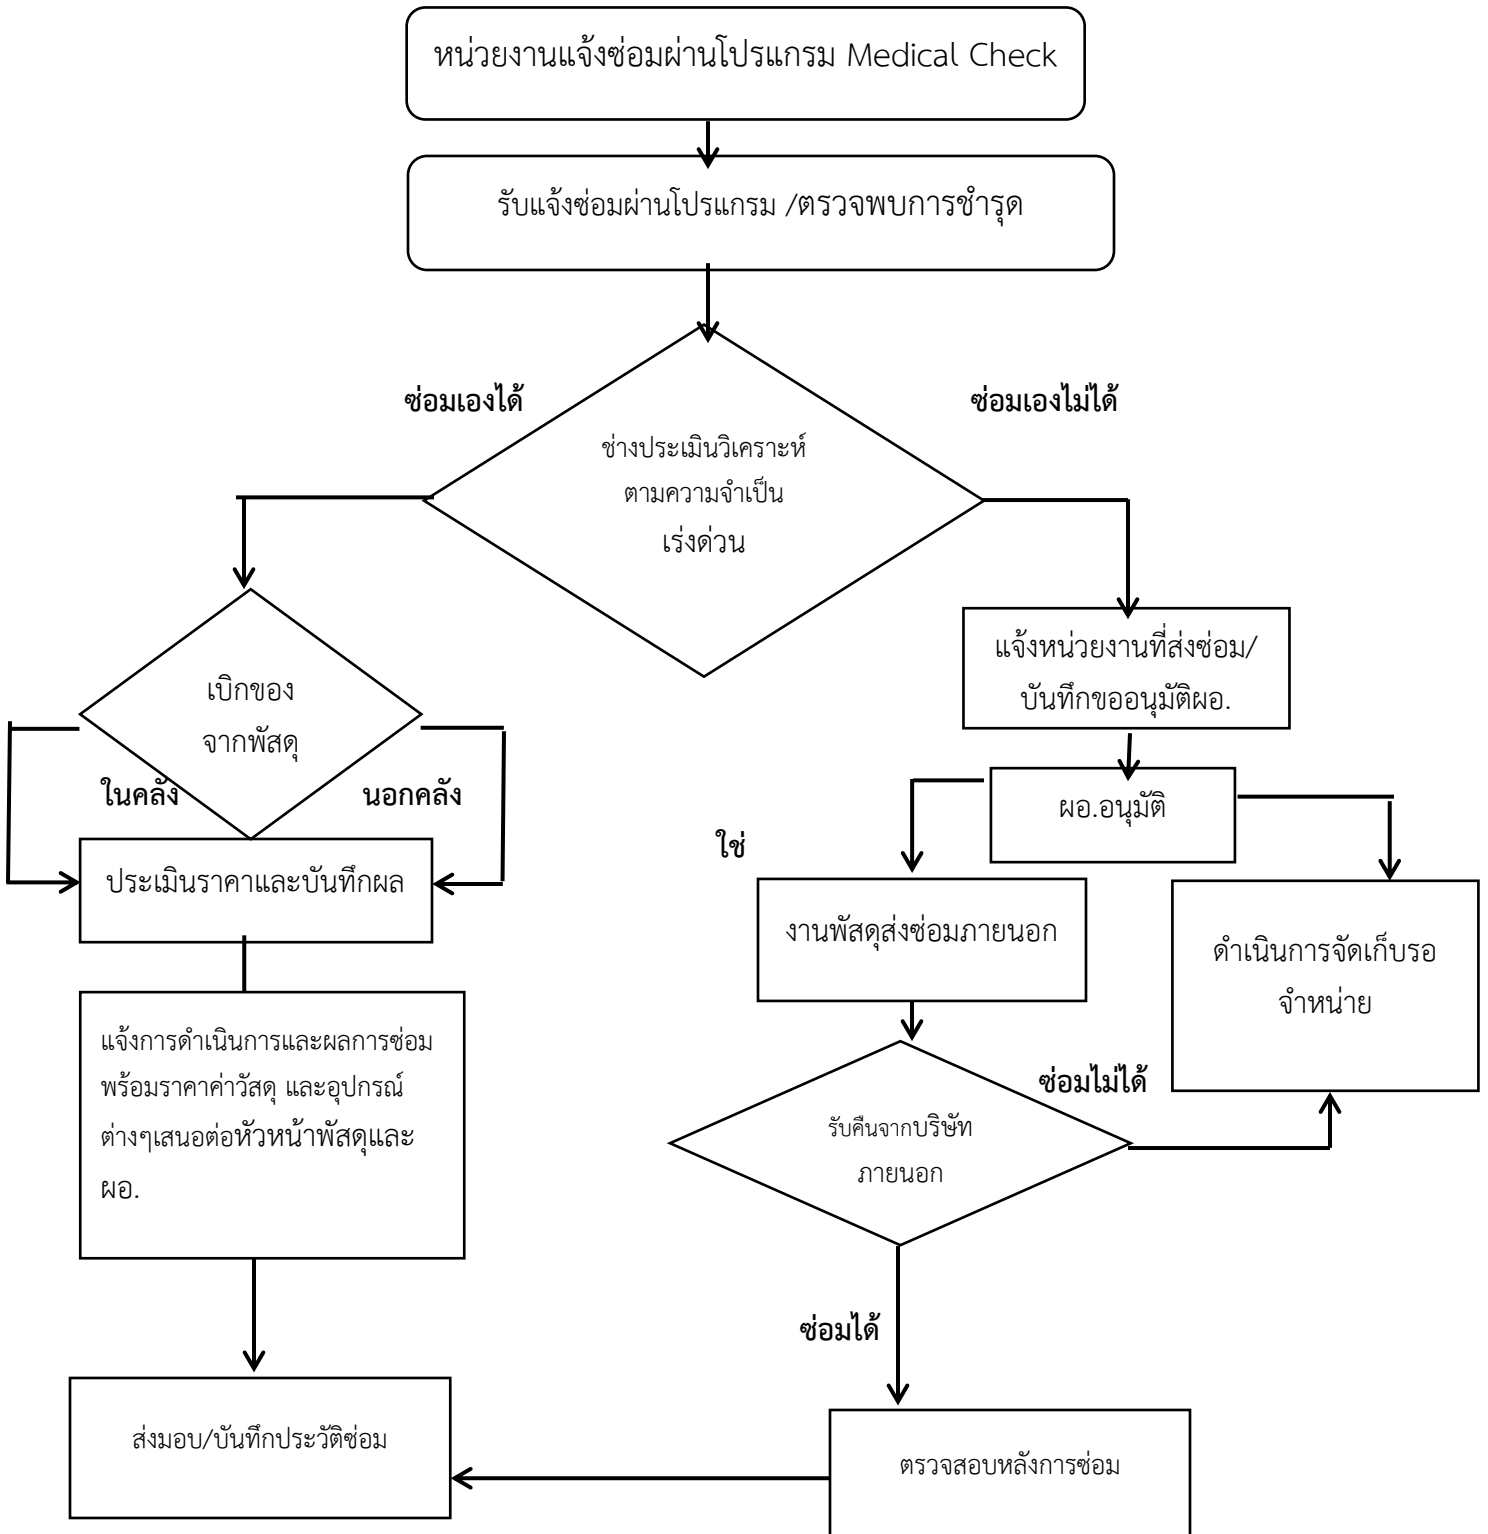 หน่วยงานแจ้งซ่อมผ่านโปรแกรม Medical Check
รับแจ้งซ่อมผ่านโปรแกรม /ตรวจพบการชำรุด
ซ่อมเองได้
ซ่อมเองไม่ได้
ช่างประเมินวิเคราะห์
ตามความจำเป็น
เร่งด่วน
แจ้งหน่วยงานที่ส่งซ่อม/
บันทึกขออนุมัติผอ.
เบิกของ
จากพัสดุ
ในคลัง
นอกคลัง
ผอ.อนุมัติ
ใช่
ประเมินราคาและบันทึกผล
งานพัสดุส่งซ่อมภายนอก
ดำเนินการจัดเก็บรอ
จำหน่าย
แจ้งการดำเนินการและผลการซ่อม
พร้อมราคาค่าวัสดุ และอุปกรณ์
ต่างๆเสนอต่อหัวหน้าพัสดุและ
ผอ.
ซ่อมไม่ได้
รับคืนจากบริษัท
ภายนอก
ซ่อมได้
ส่งมอบ/บันทึกประวัติซ่อม
ตรวจสอบหลังการซ่อม